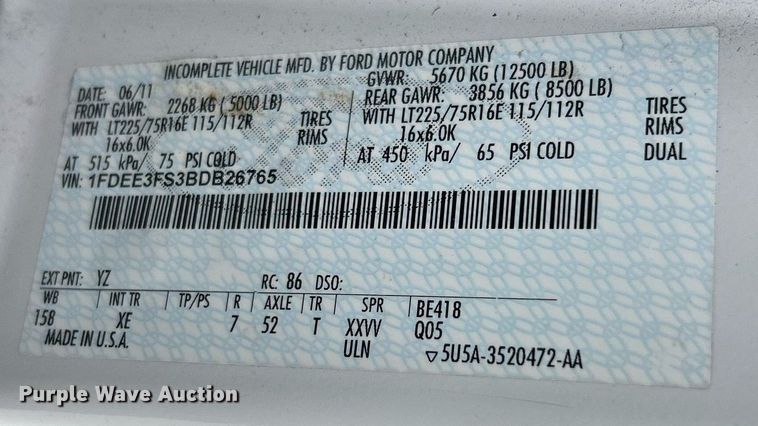 INCOMPLETE VEHICLE MFD. BY FORD MOTOR COMPANY
DATE: 06/11 GVWR: 5670 KG (12500 LB)
FRONT GAWR: 2268 KG ( 5000 LB) REAR GAWR: 3856 KG ( 8500 LB)
WITH LT225/75R16E 115/112R TIRES WITH LT225/75R16E 115/112R TIRES
16x6.0K RIMS 16x6.0K RIMS
AT 515 kPa/ 75 PSI COLD AT 450 kPa/ 65 PSI COLD DUAL
VIN: 1FDEE3FS3BDB26765
EXT PNT: YZ RC: 86 DSO:
WB INT TR TP/PS R AXLE TR SPR BE418
158 XE 7 52 T XXVV Q05
MADE IN U.S.A. ULN ▽5U5A-3520472-AA
Purple Wave Auction